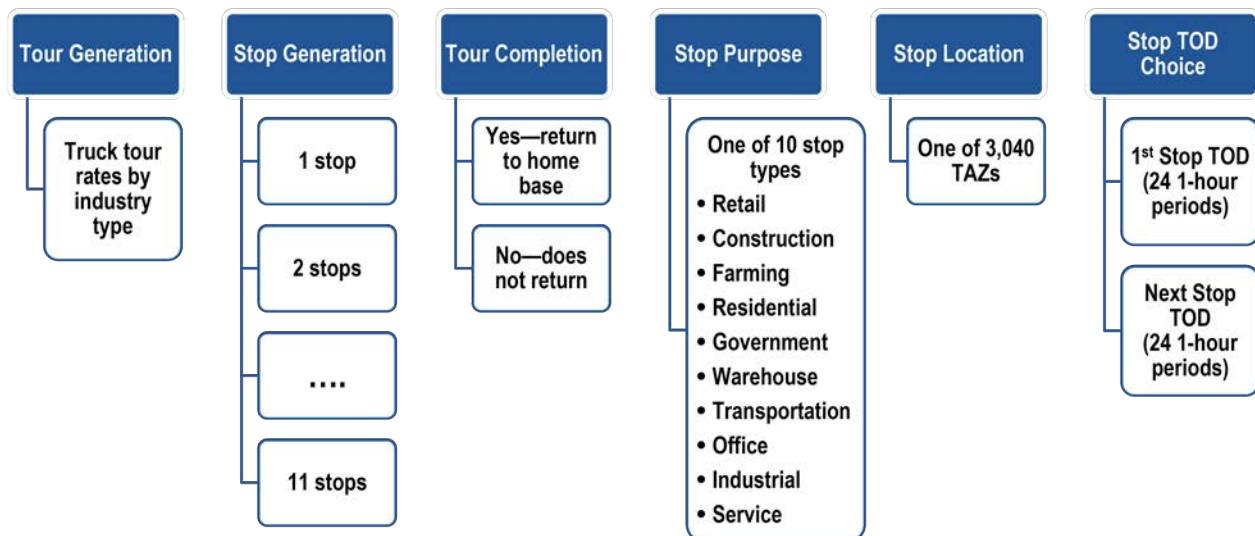 Tour Generation
Truck tour
rates by
industry
type
Stop Generation
1 stop
2 stops
....
11 stops
Tour Completion
Yes—return
to home
base
No—does
not return
Stop Purpose
One of 10 stop
types
• Retail
• Construction
• Farming
• Residential
• Government
• Warehouse
• Transportation
• Office
• Industrial
• Service
Stop Location
One of 3,040
TAZs
Stop TOD
Choice
1st Stop TOD
(24 1-hour
periods)
Next Stop
TOD
(24 1-hour
periods)